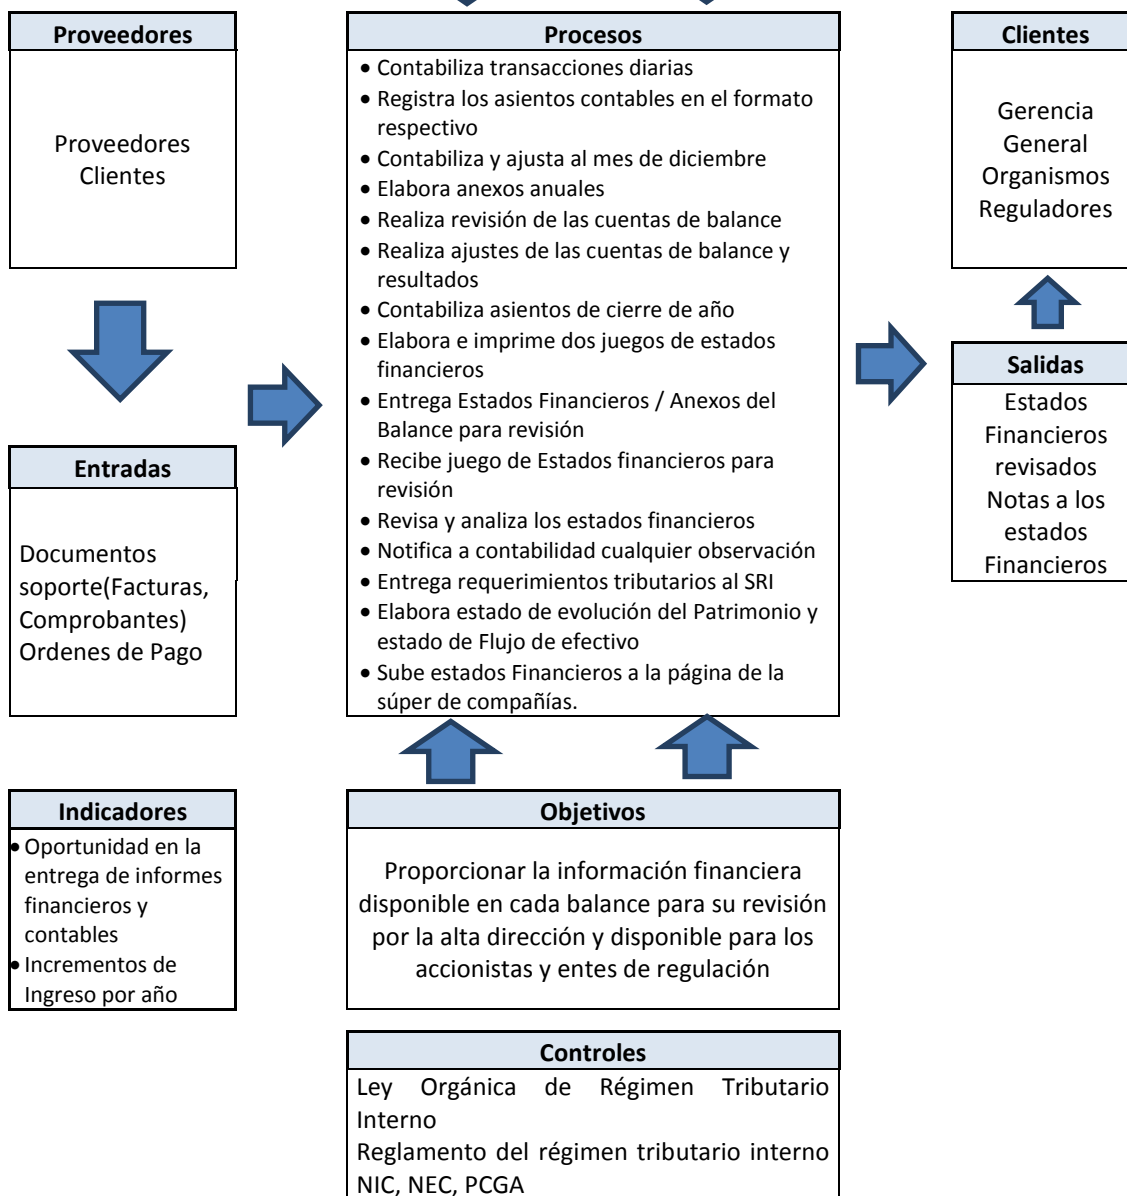 Proveedores
Proveedores
Clientes
Entradas
Documentos
soporte(Facturas,
Comprobantes)
Ordenes de Pago
Indicadores
• Oportunidad en la
entrega de informes
financieros y
contables
• Incrementos de
Ingreso por año
Procesos
• Contabiliza transacciones diarias
• Registra los asientos contables en el formato
respectivo
• Contabiliza y ajusta al mes de diciembre
• Elabora anexos anuales
• Realiza revisión de las cuentas de balance
• Realiza ajustes de las cuentas de balance y
resultados
• Contabiliza asientos de cierre de año
• Elabora e imprime dos juegos de estados
financieros
• Entrega Estados Financieros / Anexos del
Balance para revisión
• Recibe juego de Estados financieros para
revisión
• Revisa y analiza los estados financieros
• Notifica a contabilidad cualquier observación
• Entrega requerimientos tributarios al SRI
• Elabora estado de evolución del Patrimonio y
estado de Flujo de efectivo
• Sube estados Financieros a la página de la
súper de compañías.
Objetivos
Proporcionar la información financiera
disponible en cada balance para su revisión
por la alta dirección y disponible para los
accionistas y entes de regulación
Controles
Ley Orgánica de Régimen Tributario
Interno
Reglamento del régimen tributario interno
NIC, NEC, PCGA
Clientes
Gerencia
General
Organismos
Reguladores
Salidas
Estados
Financieros
revisados
Notas a los
estados
Financieros